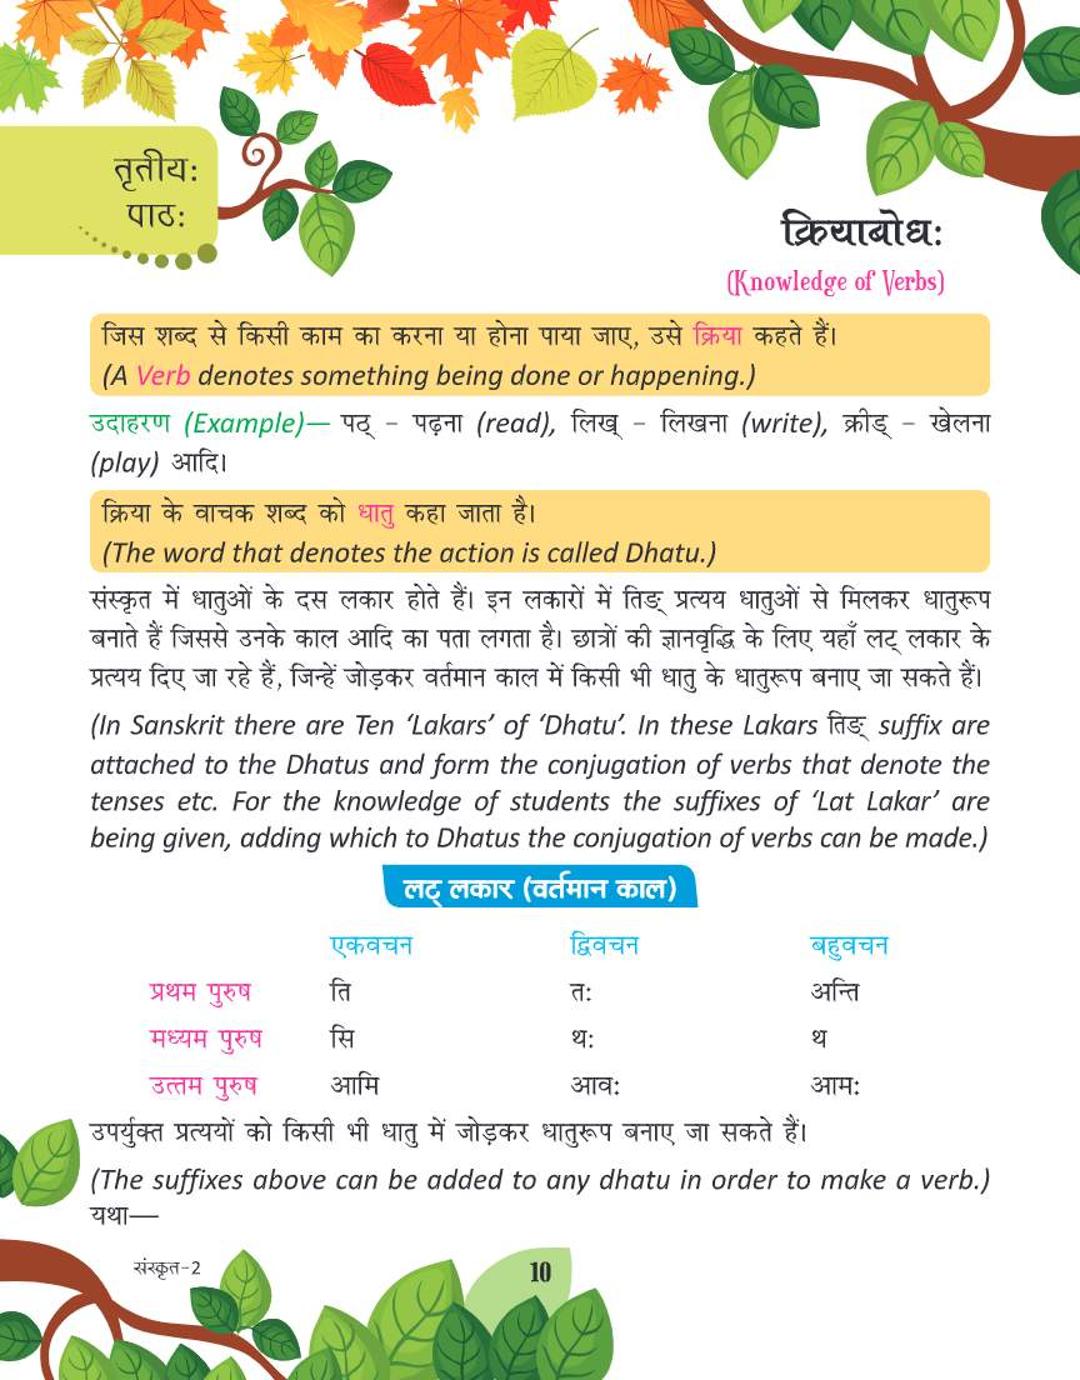 तृतीयः
पाठः
क्रियाबोधः
(Knowledge of Verbs)
जिस शब्द से किसी काम का करना या होना पाया जाए, उसे क्रिया कहते हैं।
(A Verb denotes something being done or happening.)
उदाहरण (Example)— पठ् – पढ़ना (read), लिख् – लिखना (write), क्रीड् – खेलना
(play) आदि।
क्रिया के वाचक शब्द को धातु कहा जाता है।
(The word that denotes the action is called Dhatu.)
संस्कृत में धातुओं के दस लकार होते हैं। इन लकारों में तिङ् प्रत्यय धातुओं से मिलकर धातुरूप
बनाते हैं जिससे उनके काल आदि का पता लगता है। छात्रों की ज्ञानवृद्धि के लिए यहाँ लट् लकार के
प्रत्यय दिए जा रहे हैं, जिन्हें जोड़कर वर्तमान काल में किसी भी धातु के धातुरूप बनाए जा सकते हैं।
(In Sanskrit there are Ten ‘Lakars’ of ‘Dhatu’. In these Lakars तिङ् suffix are
attached to the Dhatus and form the conjugation of verbs that denote the
tenses etc. For the knowledge of students the suffixes of ‘Lat Lakar’ are
being given, adding which to Dhatus the conjugation of verbs can be made.)
लट् लकार (वर्तमान काल)
एकवचन द्विवचन बहुवचन
प्रथम पुरुष ति तः अन्ति
मध्यम पुरुष सि थः थ
उत्तम पुरुष आमि आवः आमः
उपर्युक्त प्रत्ययों को किसी भी धातु में जोड़कर धातुरूप बनाए जा सकते हैं।
(The suffixes above can be added to any dhatu in order to make a verb.)
यथा—
संस्कृत-2
10